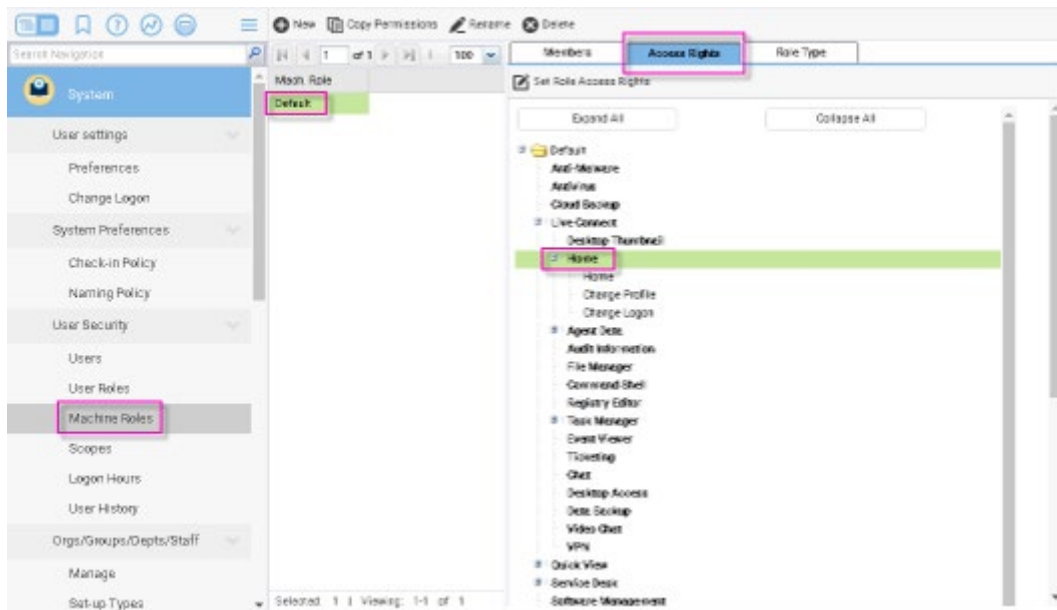 New Copy Permissions Rename Delete
Search Navigation
1 of 1 100
Members Access Rights Role Type
System
Mach. Role
Set Role Access Rights
Default
Expand All Collapse All
User settings
Preferences
Change Logon
System Preferences
Check-in Policy
Naming Policy
User Security
Users
User Roles
Machine Roles
Scopes
Logon Hours
User History
Orgs/Groups/Depts/Staff
Manage
Set-up Types
Default
Anti-Malware
Antivirus
Cloud Backup
Live Connect
Desktop Thumbnail
Home
Home
Change Profile
Change Logon
Agent Data
Audit Information
File Manager
Command Shell
Registry Editor
Task Manager
Event Viewer
Ticketing
Chat
Desktop Access
Data Backup
Video Chat
VPN
Quick View
Service Desk
Software Management
Selected: 1 | Viewing: 1-1 of 1